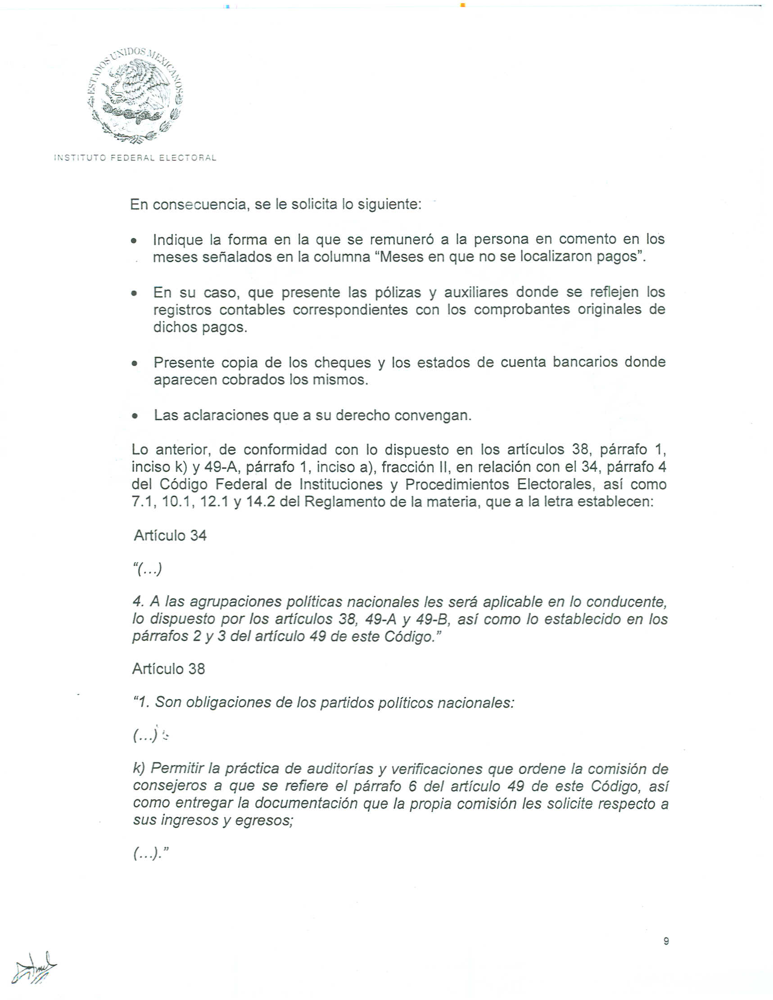 ESTADOS UNIDOS MEXICANOS
INSTITUTO FEDERAL ELECTORAL
En consecuencia, se le solicita lo siguiente:
• Indique la forma en la que se remuneró a la persona en comento en los
meses señalados en la columna “Meses en que no se localizaron pagos”.
• En su caso, que presente las pólizas y auxiliares donde se reflejen los
registros contables correspondientes con los comprobantes originales de
dichos pagos.
• Presente copia de los cheques y los estados de cuenta bancarios donde
aparecen cobrados los mismos.
• Las aclaraciones que a su derecho convengan.
Lo anterior, de conformidad con lo dispuesto en los artículos 38, párrafo 1,
inciso k) y 49-A, párrafo 1, inciso a), fracción II, en relación con el 34, párrafo 4
del Código Federal de Instituciones y Procedimientos Electorales, así como
7.1, 10.1, 12.1 y 14.2 del Reglamento de la materia, que a la letra establecen:
Artículo 34
“(...)
4. A las agrupaciones políticas nacionales les será aplicable en lo conducente,
lo dispuesto por los artículos 38, 49-A y 49-B, así como lo establecido en los
párrafos 2 y 3 del artículo 49 de este Código.”
Artículo 38
“1. Son obligaciones de los partidos políticos nacionales:
(...)
k) Permitir la práctica de auditorías y verificaciones que ordene la comisión de
consejeros a que se refiere el párrafo 6 del artículo 49 de este Código, así
como entregar la documentación que la propia comisión les solicite respecto a
sus ingresos y egresos;
(...).”
9